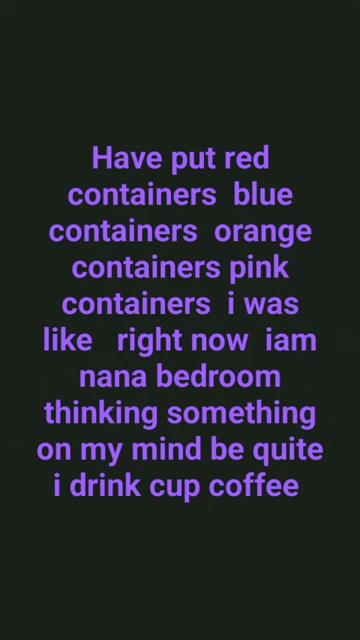 Have put red
containers  blue
containers  orange
containers pink
containers  i was
like   right now  iam
nana bedroom
thinking something
on my mind be quite
i drink cup coffee